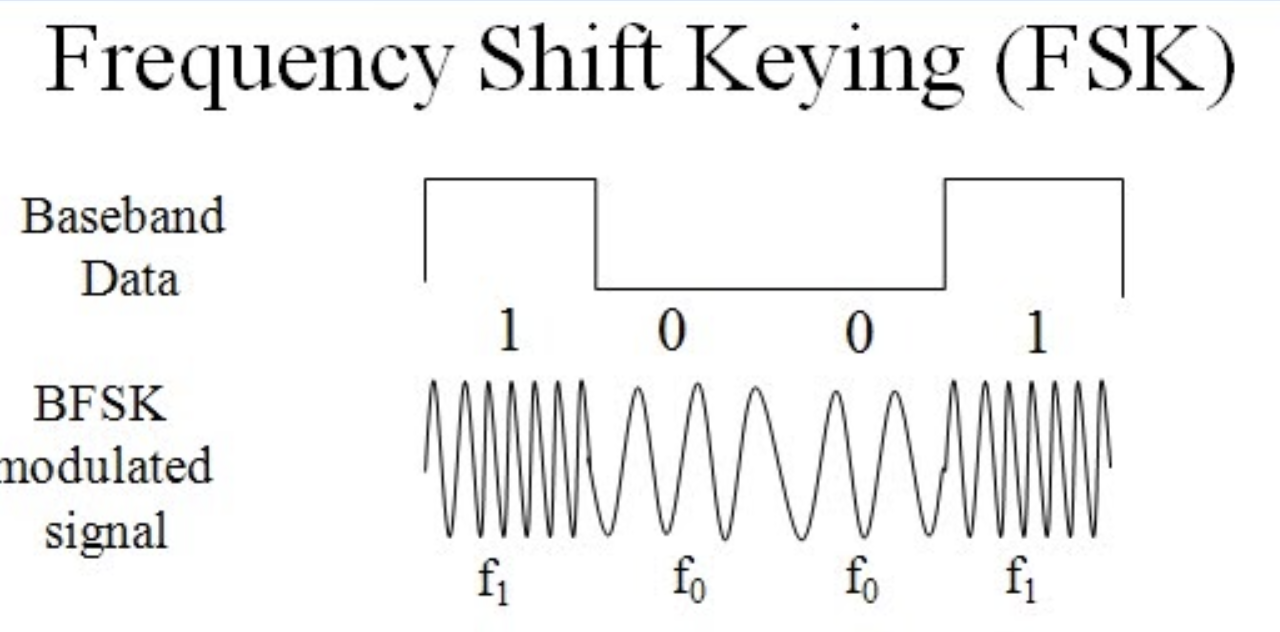 Frequency Shift Keying (FSK)
Baseband
Data
1 0 0 1
BFSK
modulated
signal
f₁ f₀ f₀ f₁